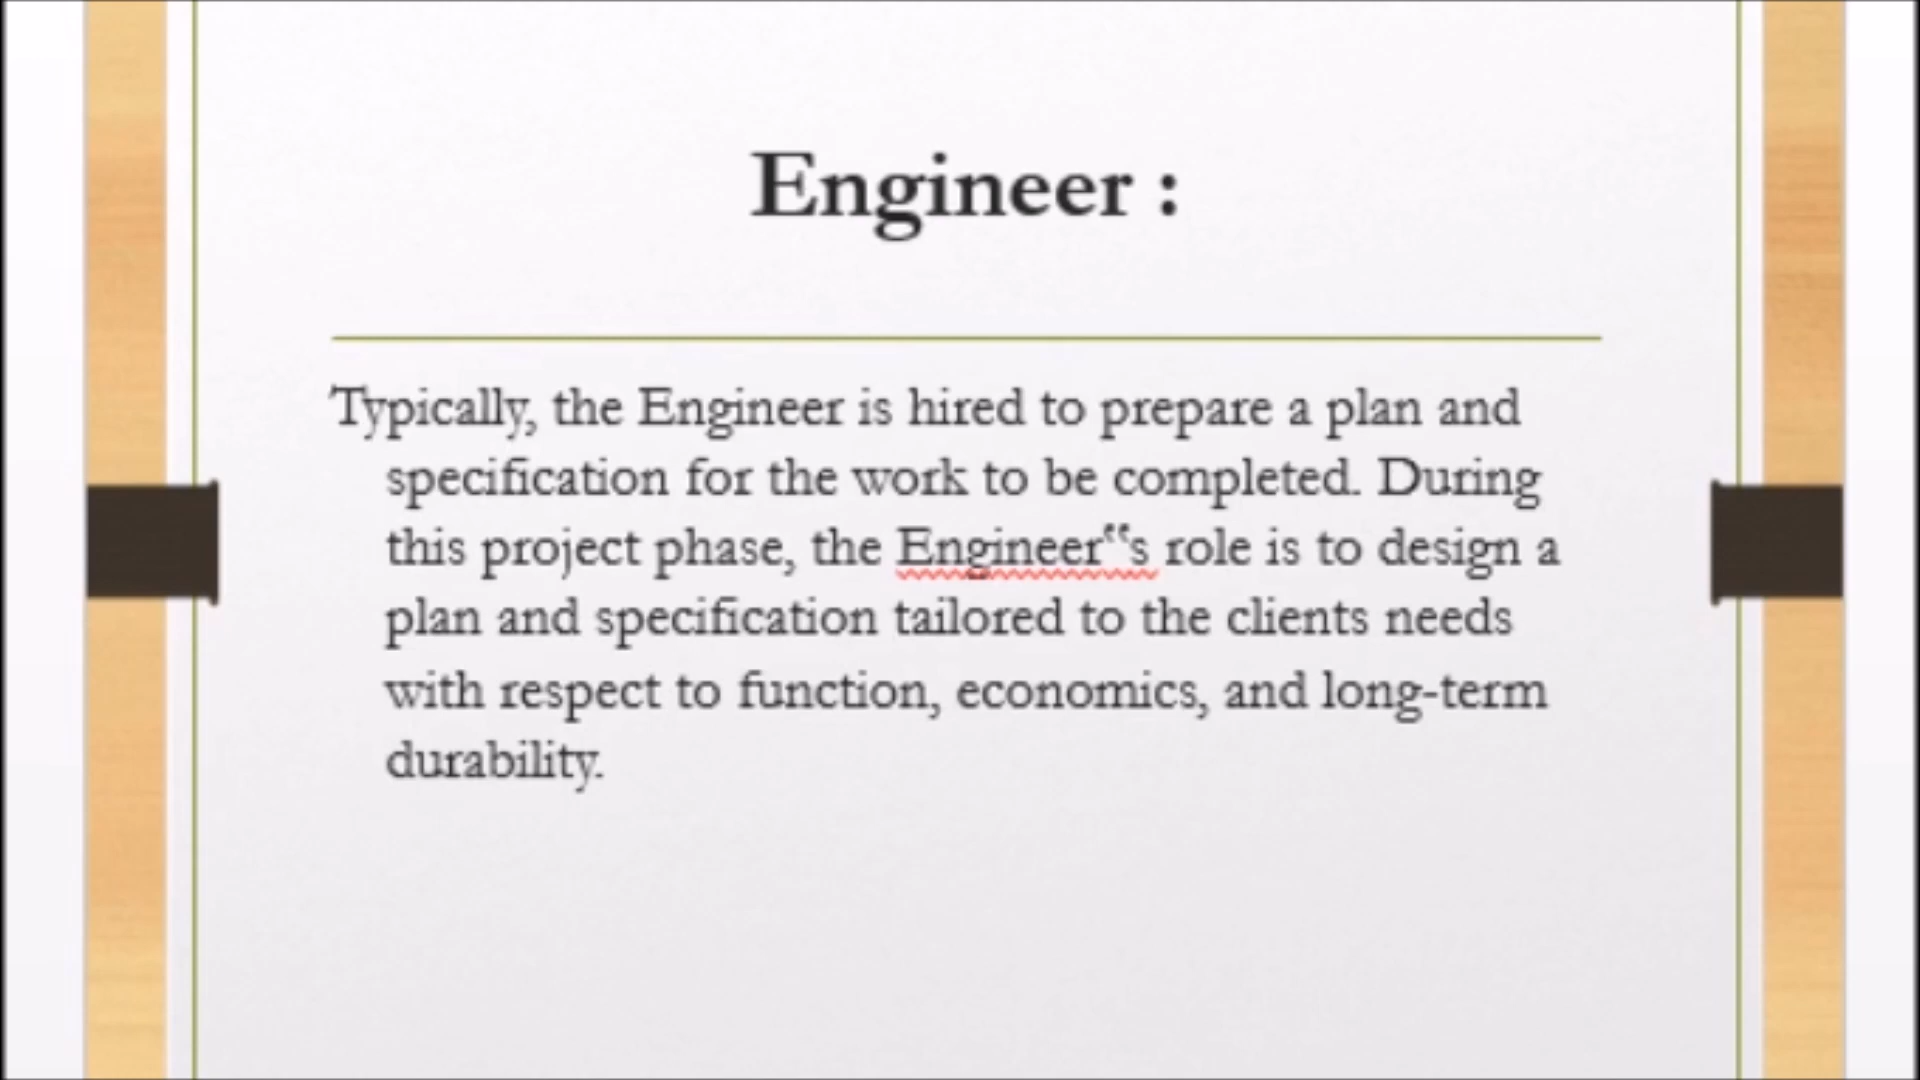 Engineer :
Typically, the Engineer is hired to prepare a plan and
specification for the work to be completed. During
this project phase, the Engineer‟s role is to design a
plan and specification tailored to the clients needs
with respect to function, economics, and long-term
durability.